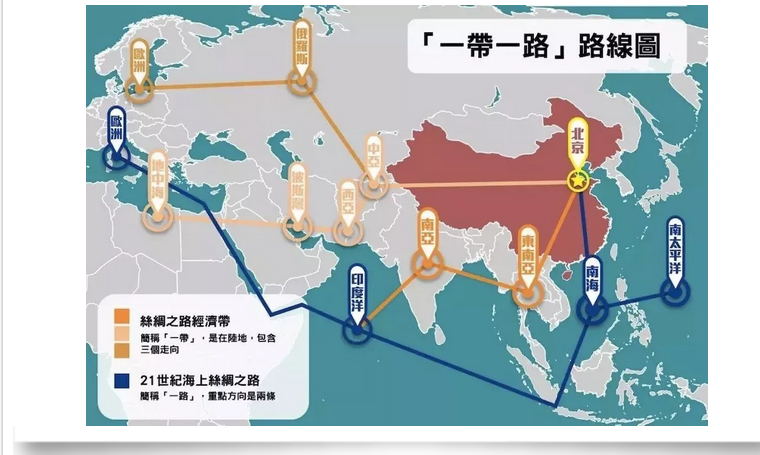 「一帶一路」路線圖
歐洲
俄羅斯
歐洲
中亞
北京
地中海
波斯灣
西亞
南亞
東南亞
南太平洋
印度洋
南海
絲綢之路經濟帶
簡稱「一帶」，是在陸地，包含
三個走向
21世紀海上絲綢之路
簡稱「一路」，重點方向是兩條